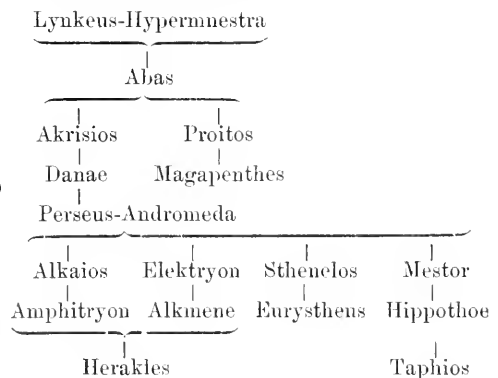 Lynkeus-Hypermnestra
Abas
Akrisios Proitos
Danae Magapenthes
Perseus-Andromeda
Alkaios Elektryon Sthenelos Mestor
Amphitryon Alkmene Eurystheus Hippothoe
Herakles Taphios